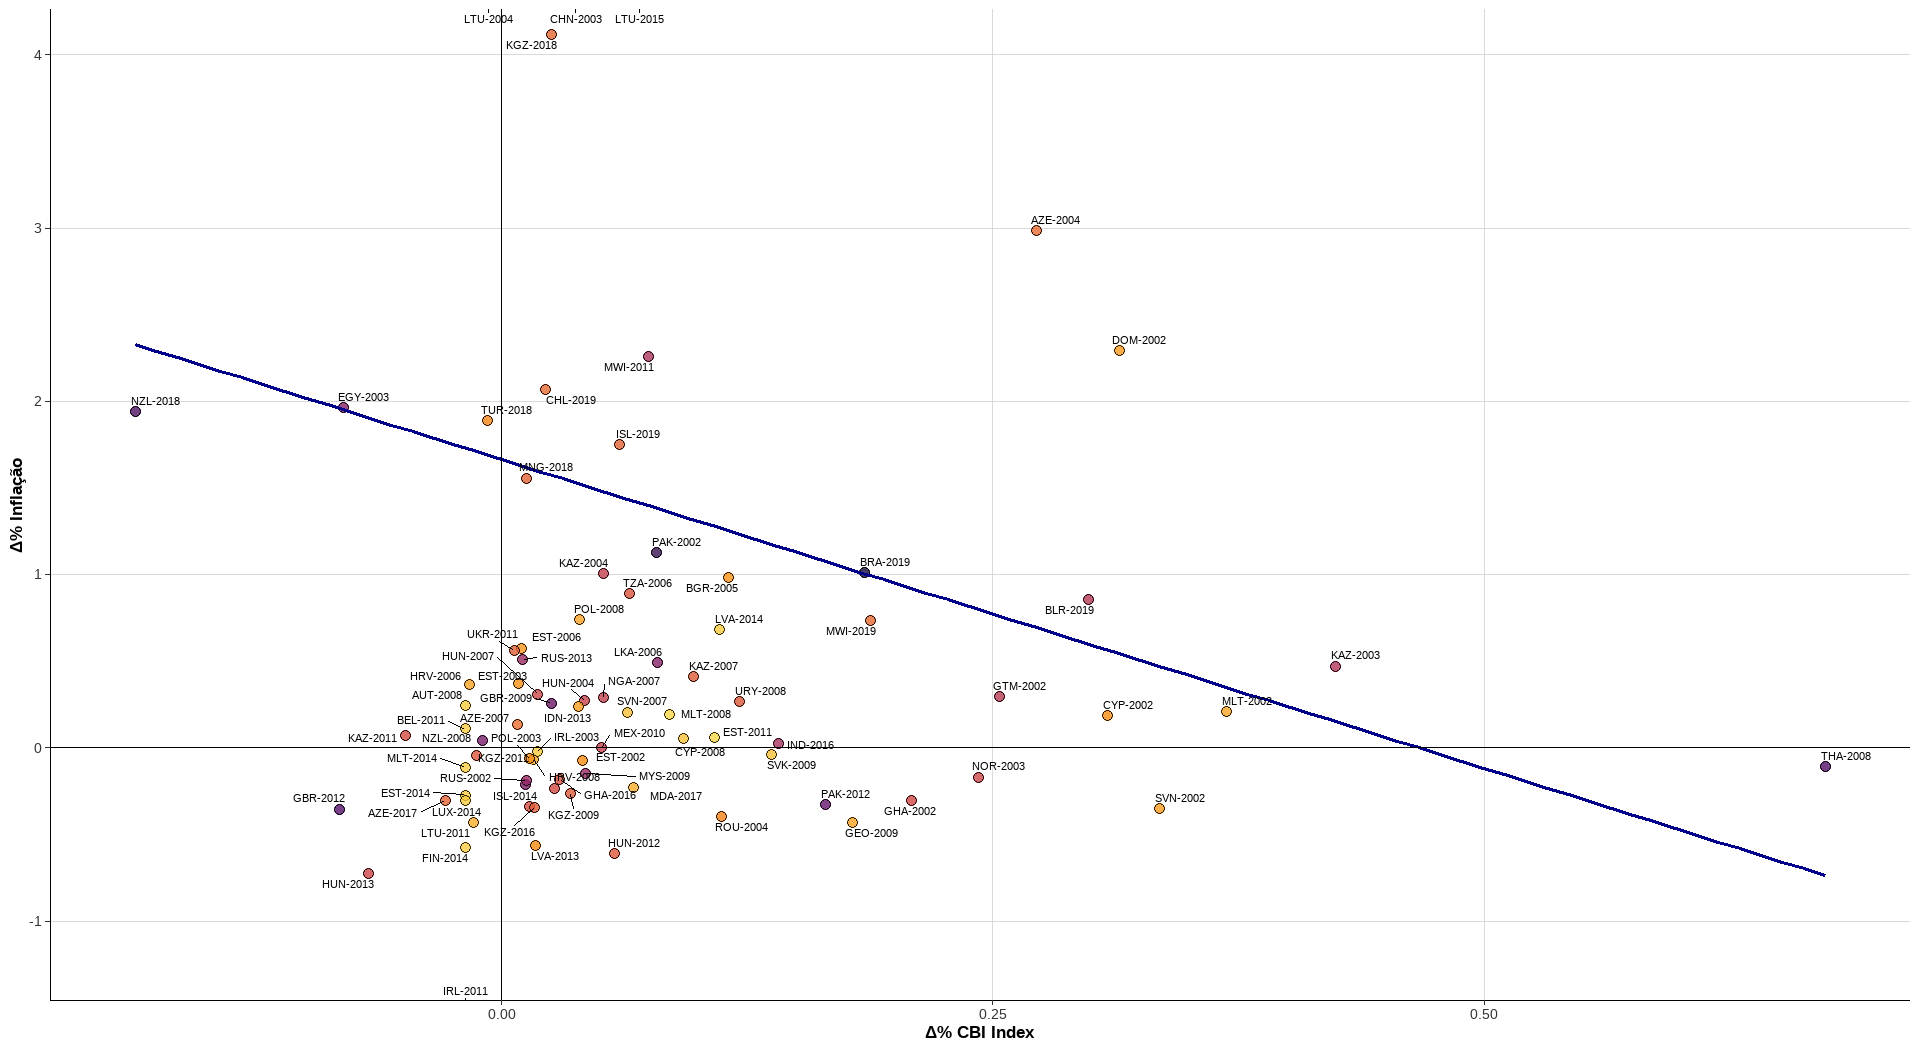 LTU-2004 CHN-2003 LTU-2015
KGZ-2018
4
AZE-2004
3
DOM-2002
MWI-2011
EGY-2003
CHL-2019
NZL-2018
2
TUR-2018
ISL-2019
MNG-2018
PAK-2002
KAZ-2004
BRA-2019
TZA-2006
BGR-2005
1
POL-2008
BLR-2019
LVA-2014
MWI-2019
UKR-2011
EST-2006
HUN-2007
RUS-2013
LKA-2006
KAZ-2003
KAZ-2007
HRV-2006
EST-2003
HUN-2004
NGA-2007
GTM-2002
URY-2008
AUT-2008
GBR-2009
SVN-2007
MLT-2002
CYP-2002
MLT-2008
BEL-2011
AZE-2007
IDN-2013
MEX-2010
EST-2011
KAZ-2011
NZL-2008
POL-2003
IRL-2003
IND-2016
0
CYP-2008
MLT-2014
EST-2002
THA-2008
SVK-2009
NOR-2003
RUS-2002
HRV-2008
MYS-2009
EST-2014
ISL-2014
GHA-2016
MDA-2017
PAK-2012
GBR-2012
SVN-2002
AZE-2017
LUX-2014
KGZ-2009
GHA-2002
LTU-2011
KGZ-2016
ROU-2004
GEO-2009
HUN-2012
FIN-2014
LVA-2013
HUN-2013
-1
IRL-2011
0.00 0.25 0.50
Δ% CBI Index
Δ% Inflação